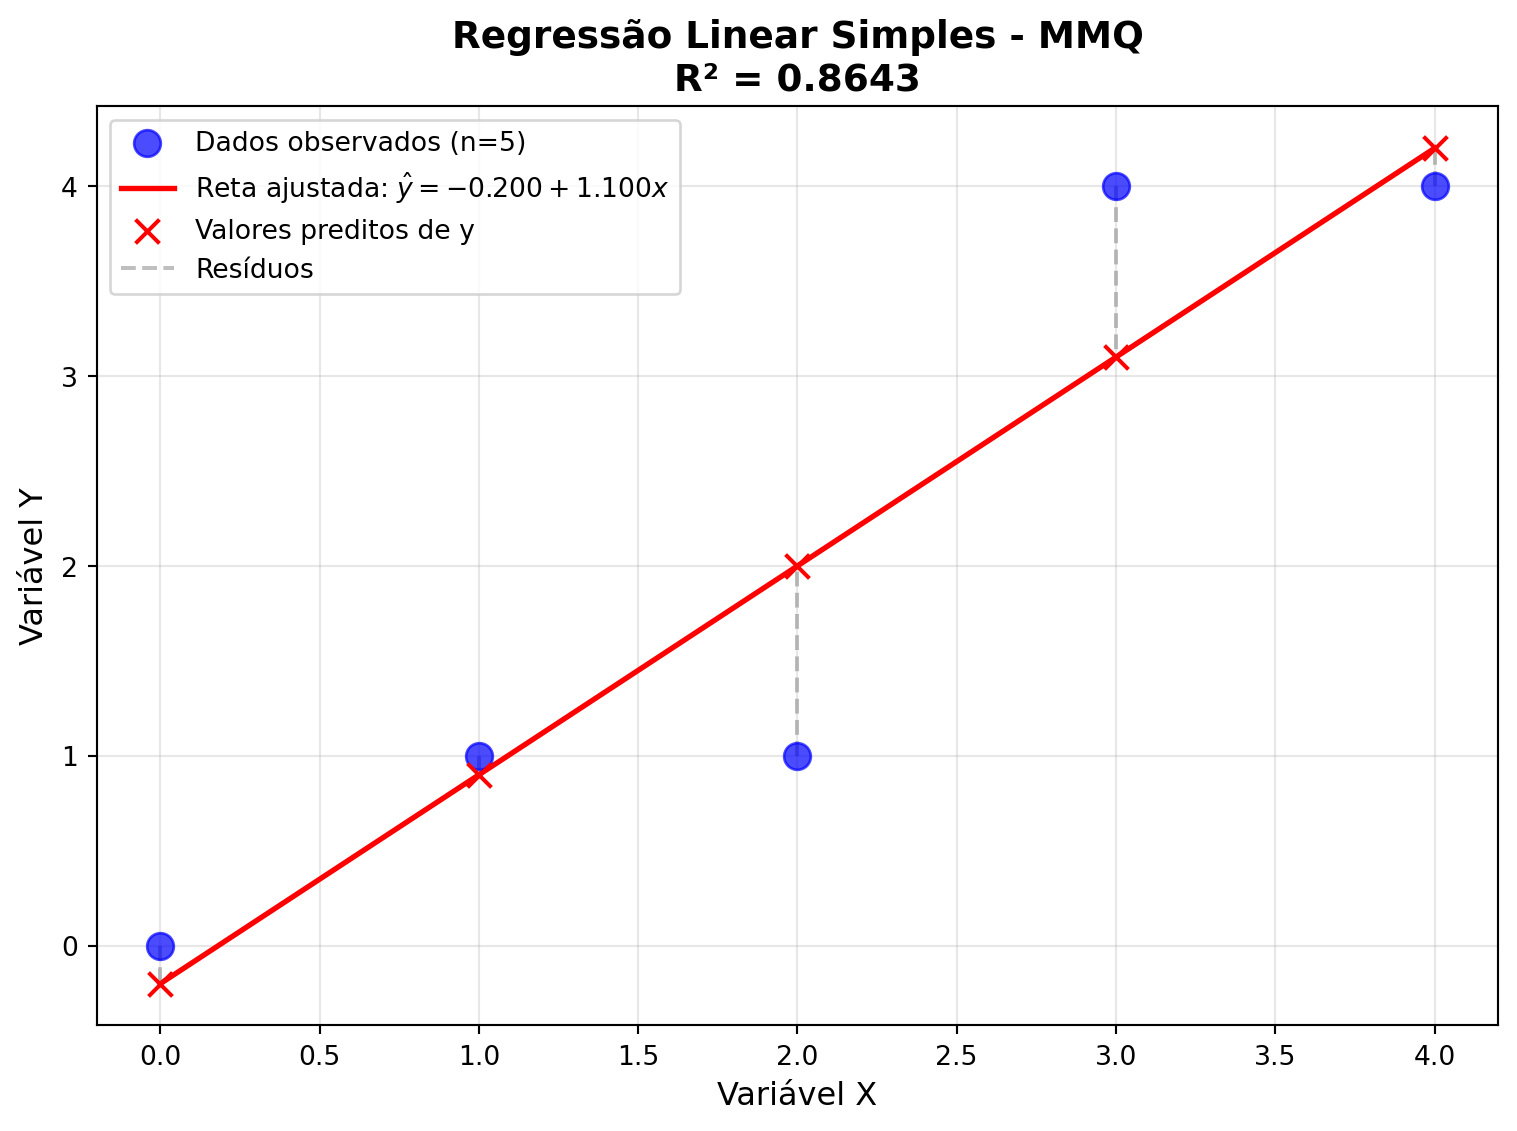 Regressão Linear Simples - MMQ
R² = 0.8643
Dados observados (n=5)
Reta ajustada: ŷ = −0.200 + 1.100x
Valores preditos de y
Resíduos
4
3
2
1
0
Variável Y
0.0 0.5 1.0 1.5 2.0 2.5 3.0 3.5 4.0
Variável X